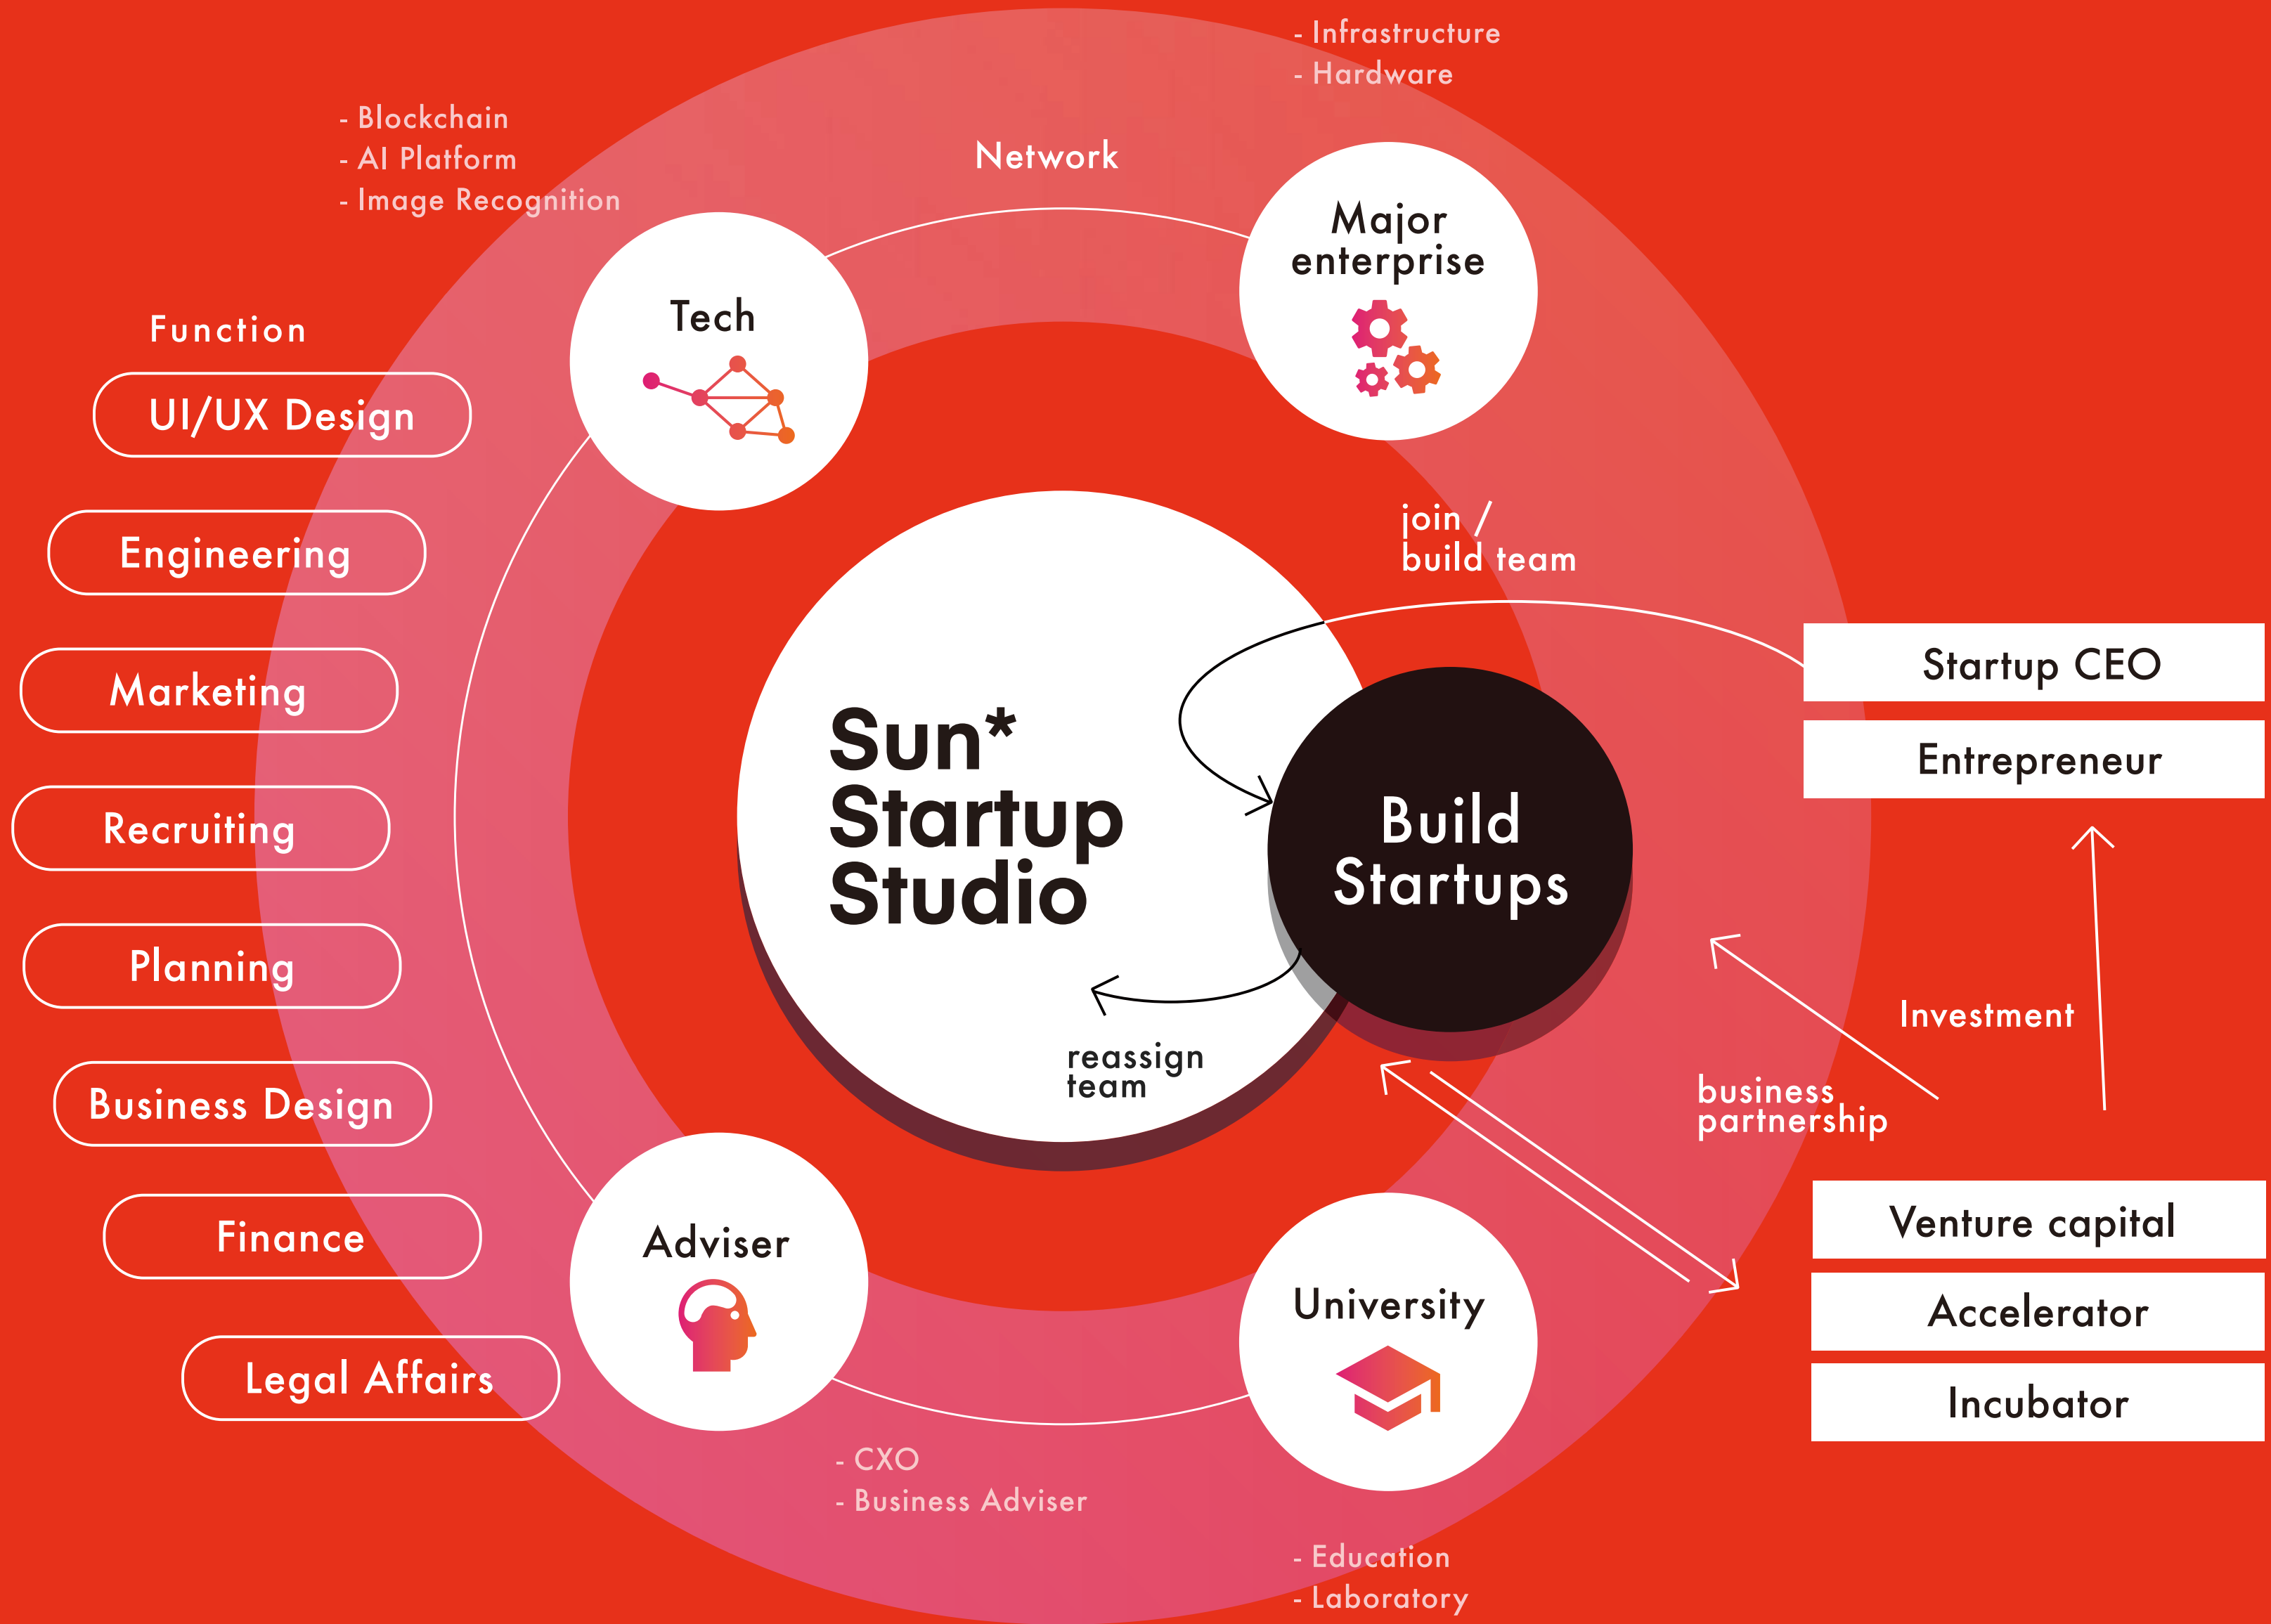 - Infrastructure
- Hardware
- Blockchain
- AI Platform
- Image Recognition
Network
Major
enterprise
Tech
Function
UI/UX Design
Engineering
Marketing
Recruiting
Planning
Business Design
Finance
Legal Affairs
join /
build team
Sun*
Startup
Studio
Build
Startups
reassign
team
Startup CEO
Entrepreneur
Investment
business
partnership
Venture capital
Accelerator
Incubator
Adviser
University
- CXO
- Business Adviser
- Education
- Laboratory